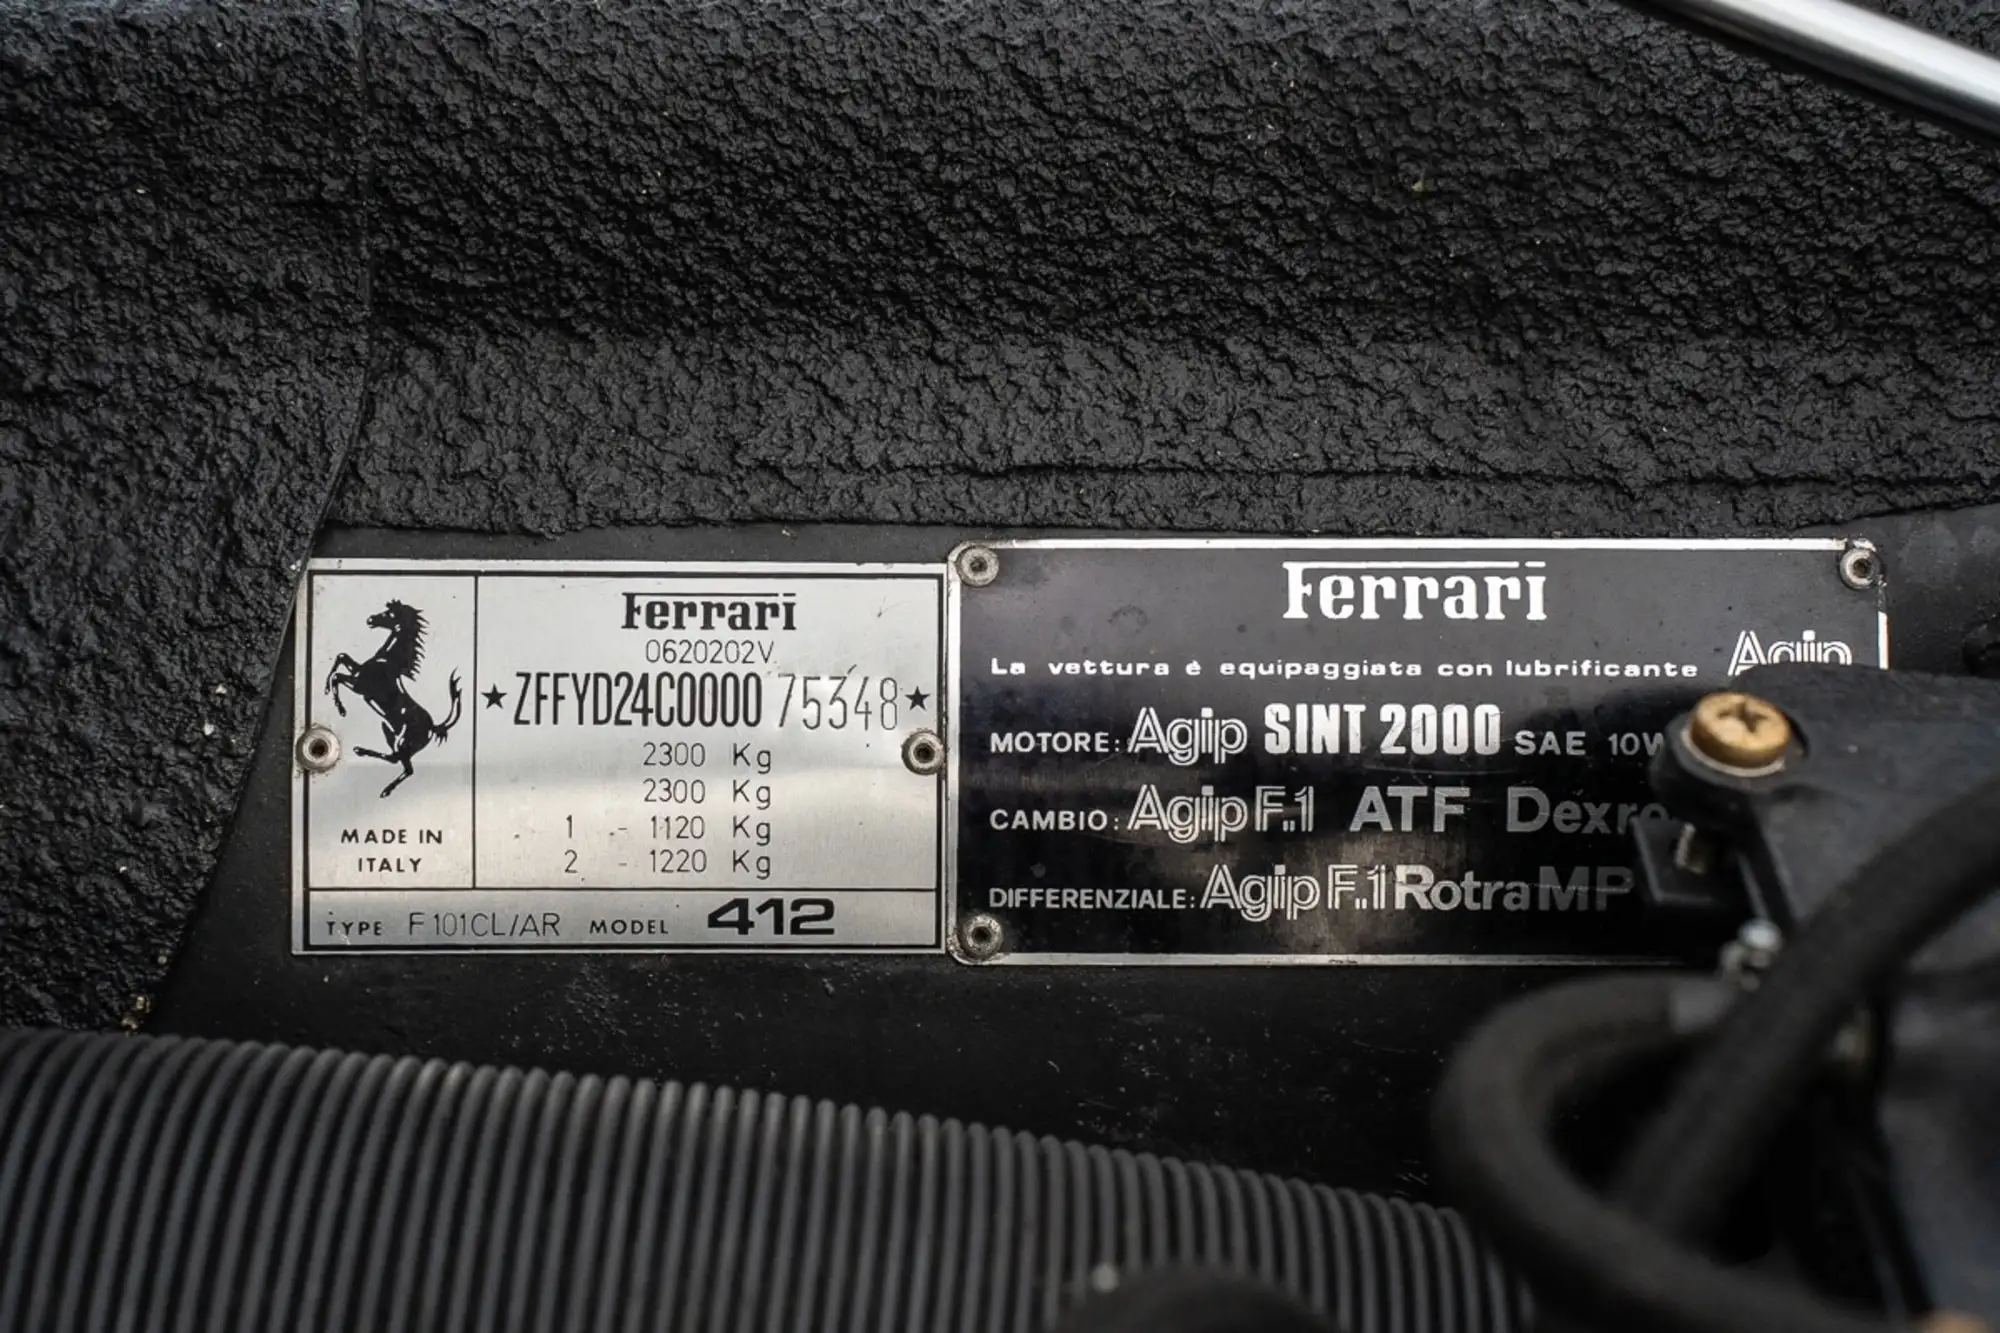 Ferrari
0620202V
★ZFFYD24C0000 75348★
2300 Kg
2300 Kg
1 - 1120 Kg
2 - 1220 Kg
MADE IN
ITALY
TYPE F101CL/AR MODEL 412
Ferrari
La vettura è equipaggiata con lubrificante Agip
MOTORE: Agip SINT 2000 SAE
CAMBIO: Agip F.1 ATF
DIFFERENZIALE: Agip F.1 Rotra MP